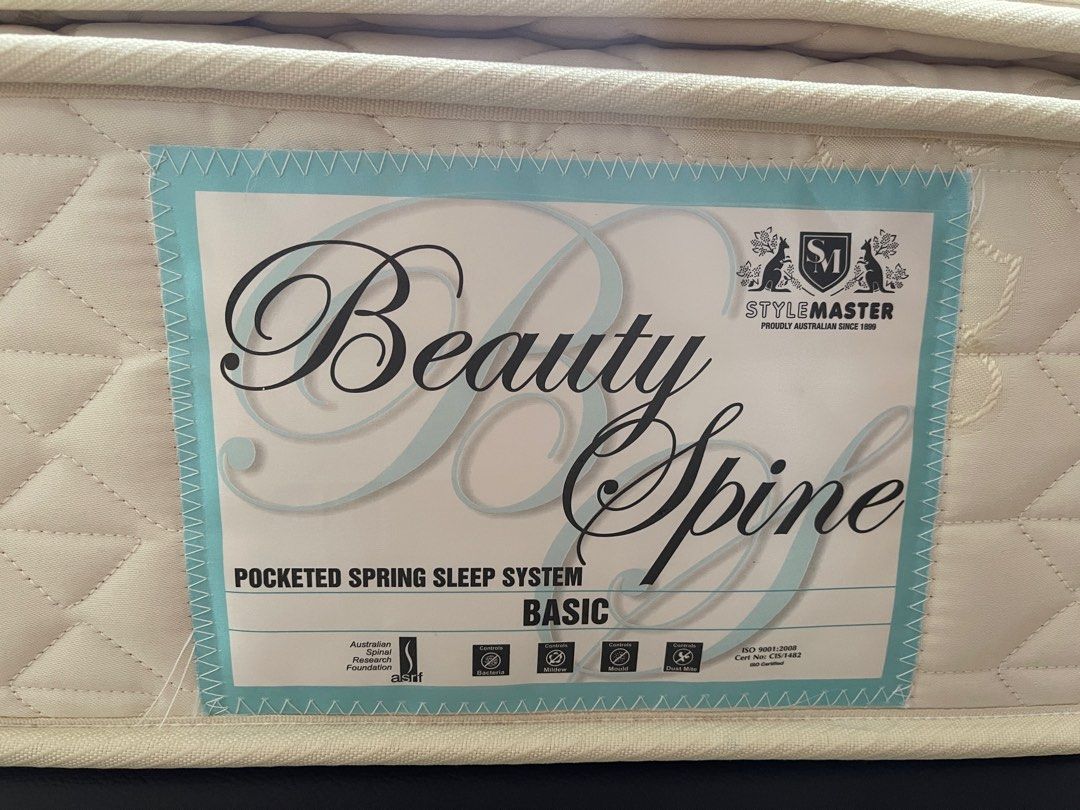 SM
STYLEMASTER
PROUDLY AUSTRALIAN SINCE 1899
Beauty
Spine
POCKETED SPRING SLEEP SYSTEM
BASIC
Australian
Spinal
Research
Foundation
asrf
Controls
Bacteria
Controls
Mildew
Controls
Mould
Controls
Dust Mite
ISO 9001:2008
Cert No: CIS/1482
ISO Certified